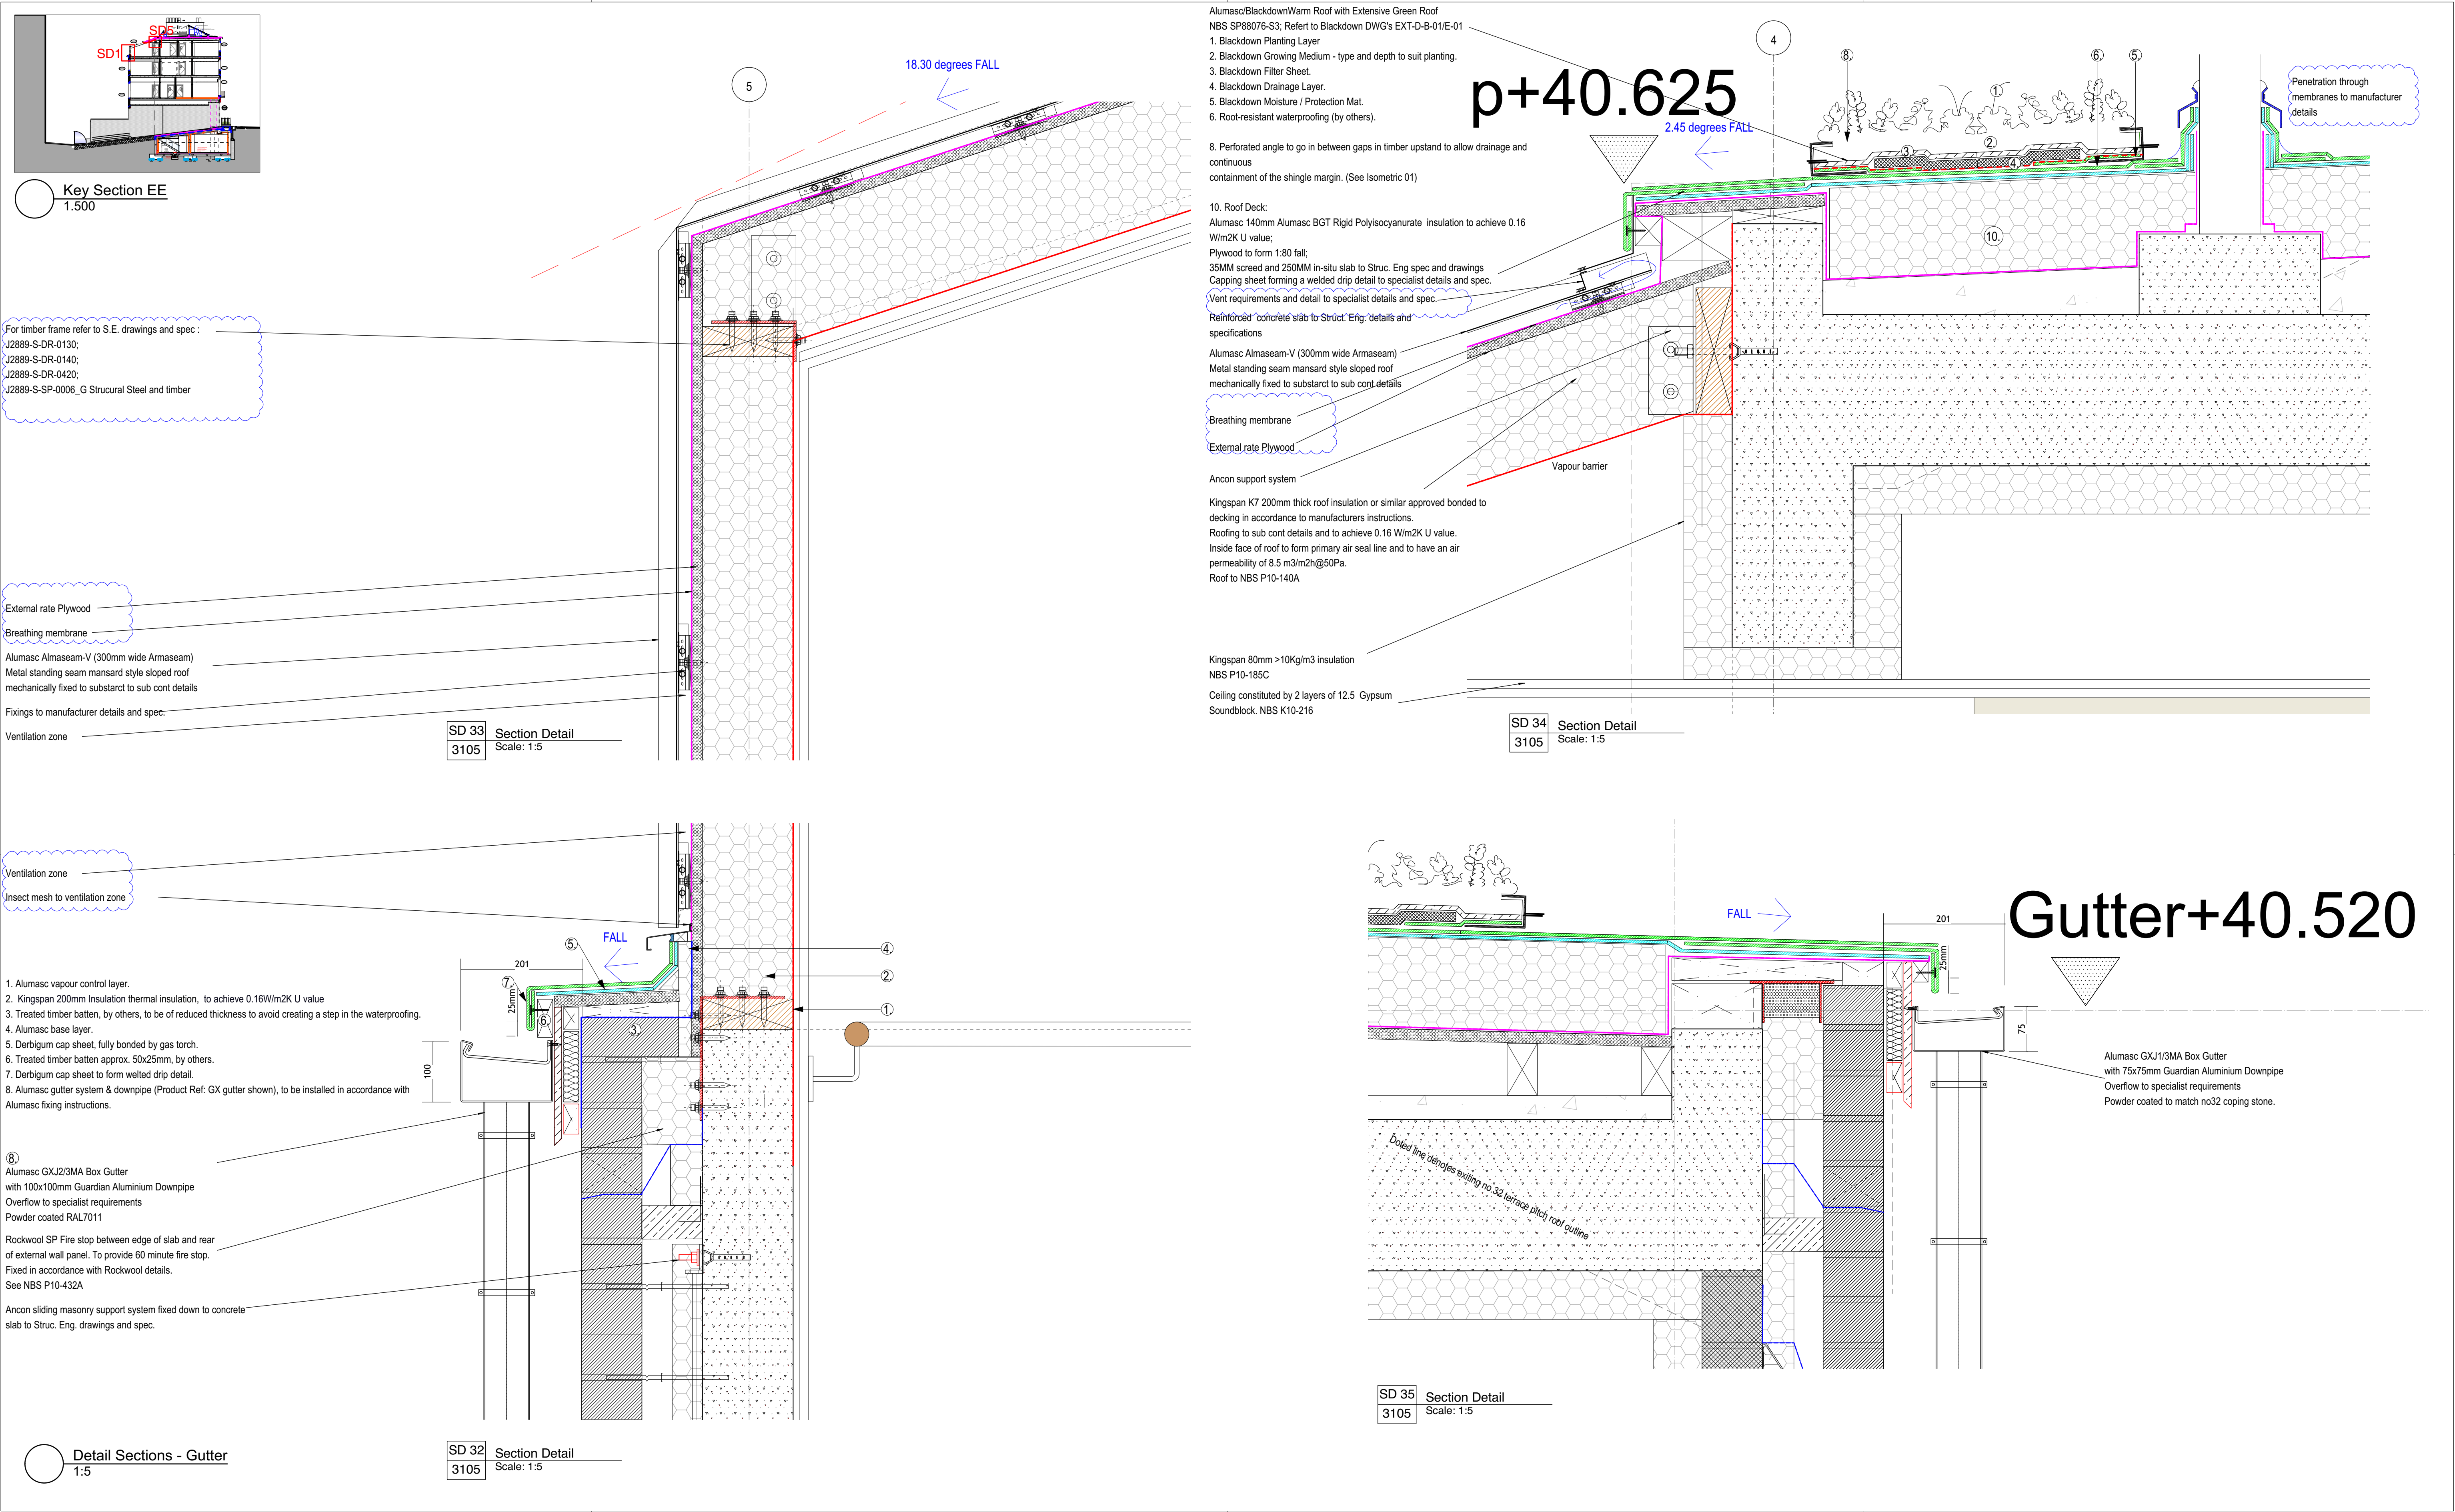 SD5
SD1
Key Section EE
1.500
5
18.30 degrees FALL
For timber frame refer to S.E. drawings and spec :
J2889-S-DR-0130;
J2889-S-DR-0140;
J2889-S-DR-0420;
J2889-S-SP-0006_G Strucural Steel and timber
External rate Plywood
Breathing membrane
Alumasc Almaseam-V (300mm wide Armaseam)
Metal standing seam mansard style sloped roof
mechanically fixed to substarct to sub cont details
Fixings to manufacturer details and spec.
Ventilation zone
SD 33
3105
Section Detail
Scale: 1:5
Alumasc/BlackdownWarm Roof with Extensive Green Roof
NBS SP88076-S3; Refert to Blackdown DWG's EXT-D-B-01/E-01
1. Blackdown Planting Layer
2. Blackdown Growing Medium - type and depth to suit planting.
3. Blackdown Filter Sheet.
4. Blackdown Drainage Layer.
5. Blackdown Moisture / Protection Mat.
6. Root-resistant waterproofing (by others).
8. Perforated angle to go in between gaps in timber upstand to allow drainage and
continuous
containment of the shingle margin. (See Isometric 01)
10. Roof Deck:
Alumasc 140mm Alumasc BGT Rigid Polyisocyanurate insulation to achieve 0.16
W/m2K U value;
Plywood to form 1:80 fall;
35MM screed and 250MM in-situ slab to Struc. Eng spec and drawings
Capping sheet forming a welded drip detail to specialist details and spec.
Vent requirements and detail to specialist details and spec.
Reinforced concrete slab to Struct. Eng. details and
specifications
Alumasc Almaseam-V (300mm wide Armaseam)
Metal standing seam mansard style sloped roof
mechanically fixed to substarct to sub cont details
Breathing membrane
External rate Plywood
Ancon support system
Kingspan K7 200mm thick roof insulation or similar approved bonded to
decking in accordance to manufacturers instructions.
Roofing to sub cont details and to achieve 0.16 W/m2K U value.
Inside face of roof to form primary air seal line and to have an air
permeability of 8.5 m3/m2h@50Pa.
Roof to NBS P10-140A
Kingspan 80mm >10Kg/m3 insulation
NBS P10-185C
Ceiling constituted by 2 layers of 12.5 Gypsum
Soundblock. NBS K10-216
4
p+40.625
2.45 degrees FALL
8.
6.
5.
1.
2.
3.
4.
10.
Penetration through
membranes to manufacturer
details
Vapour barrier
SD 34
3105
Section Detail
Scale: 1:5
Ventilation zone
Insect mesh to ventilation zone
1. Alumasc vapour control layer.
2. Kingspan 200mm Insulation thermal insulation, to achieve 0.16W/m2K U value
3. Treated timber batten, by others, to be of reduced thickness to avoid creating a step in the waterproofing.
4. Alumasc base layer.
5. Derbigum cap sheet, fully bonded by gas torch.
6. Treated timber batten approx. 50x25mm, by others.
7. Derbigum cap sheet to form welted drip detail.
8. Alumasc gutter system & downpipe (Product Ref: GX gutter shown), to be installed in accordance with
Alumasc fixing instructions.
8.
Alumasc GXJ2/3MA Box Gutter
with 100x100mm Guardian Aluminium Downpipe
Overflow to specialist requirements
Powder coated RAL7011
Rockwool SP Fire stop between edge of slab and rear
of external wall panel. To provide 60 minute fire stop.
Fixed in accordance with Rockwool details.
See NBS P10-432A
Ancon sliding masonry support system fixed down to concrete
slab to Struc. Eng. drawings and spec.
5.
FALL
201
7.
25mm
6.
3.
100
4.
2.
1.
Detail Sections - Gutter
1:5
SD 32
3105
Section Detail
Scale: 1:5
FALL
201
Gutter+40.520
25mm
75
Alumasc GXJ1/3MA Box Gutter
with 75x75mm Guardian Aluminium Downpipe
Overflow to specialist requirements
Powder coated to match no32 coping stone.
Doted line denotes exiting no 32 terrace pitch roof outline
SD 35
3105
Section Detail
Scale: 1:5